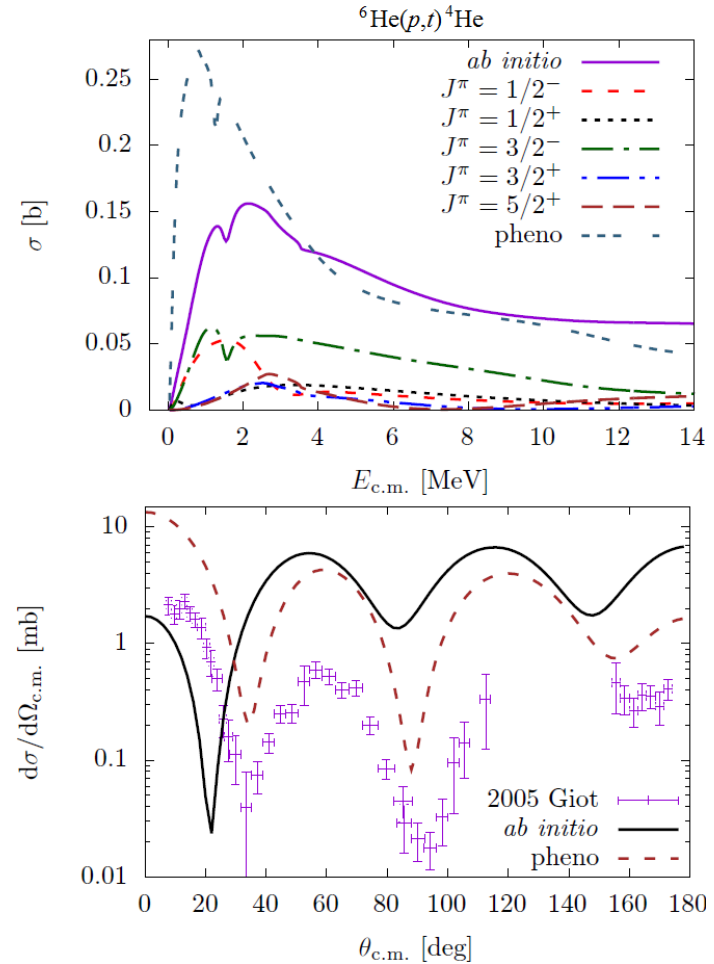 ⁶He(p,t)⁴He
0.25
0.2
0.15
0.1
0.05
0
σ [b]
ab initio
Jπ = 1/2⁻
Jπ = 1/2⁺
Jπ = 3/2⁻
Jπ = 3/2⁺
Jπ = 5/2⁺
pheno
0 2 4 6 8 10 12 14
E_c.m. [MeV]
10
1
0.1
0.01
dσ/dΩ_c.m. [mb]
2005 Giot
ab initio
pheno
0 20 40 60 80 100 120 140 160 180
θ_c.m. [deg]